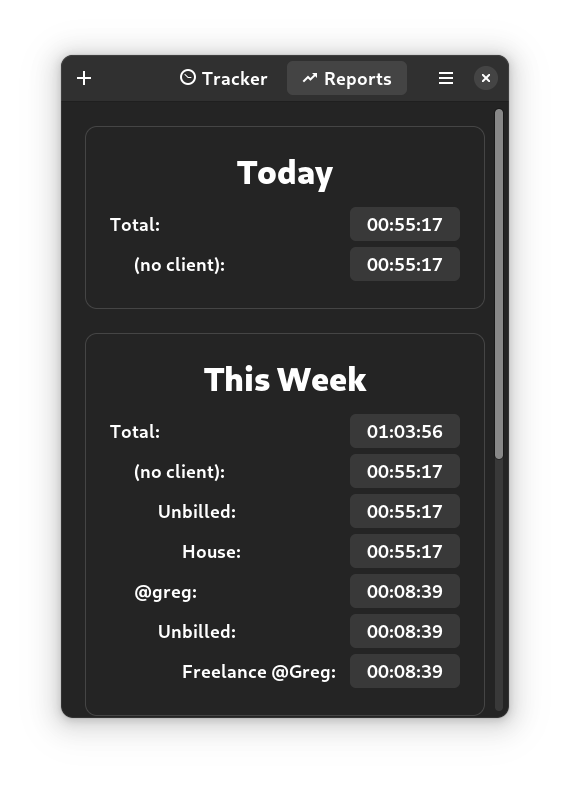 Tracker Reports
Today
Total: 00:55:17
(no client): 00:55:17
This Week
Total: 01:03:56
(no client): 00:55:17
Unbilled: 00:55:17
House: 00:55:17
@greg: 00:08:39
Unbilled: 00:08:39
Freelance @Greg: 00:08:39